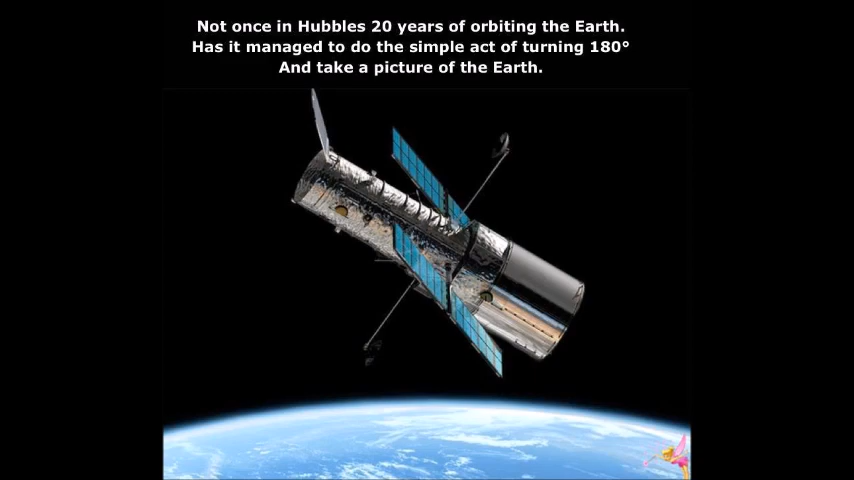 Not once in Hubbles 20 years of orbiting the Earth.
Has it managed to do the simple act of turning 180°
And take a picture of the Earth.